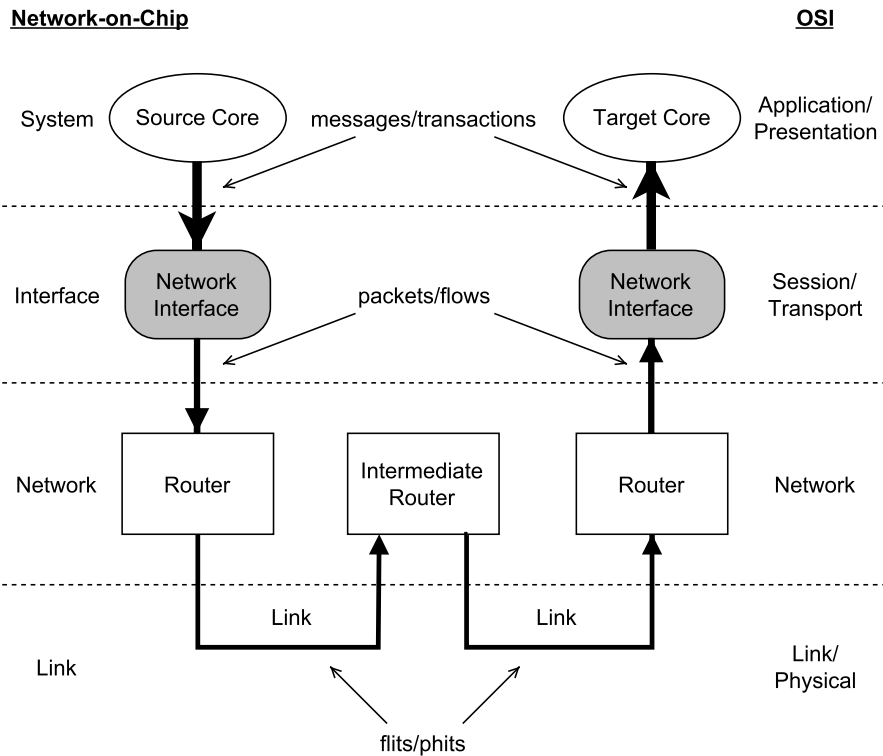 Network-on-Chip
OSI
System
Source Core
messages/transactions
Target Core
Application/
Presentation
Interface
Network
Interface
packets/flows
Network
Interface
Session/
Transport
Network
Router
Intermediate
Router
Router
Network
Link
Link
Link
Link/
Physical
flits/phits